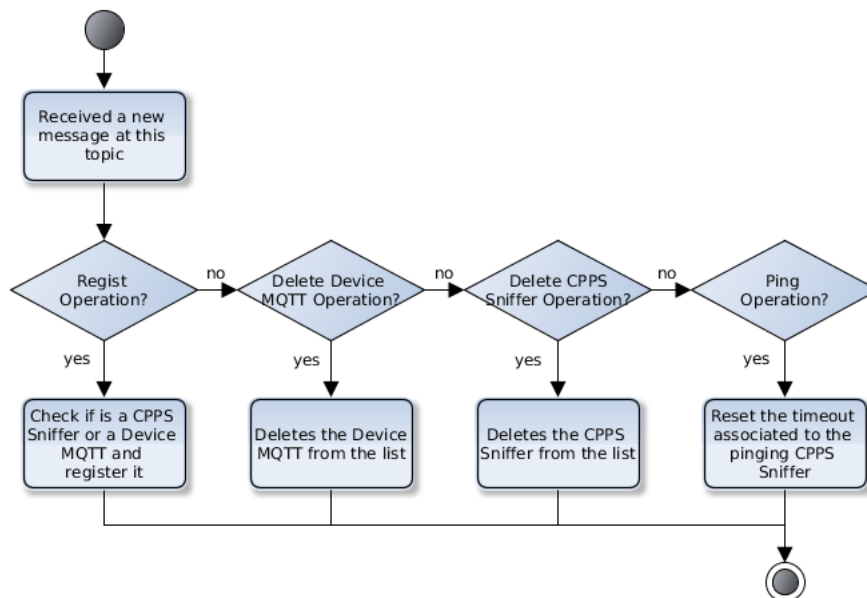 Received a new
message at this
topic
Regist
Operation?
no
Delete Device
MQTT Operation?
no
Delete CPPS
Sniffer Operation?
no
Ping
Operation?
yes
yes
yes
yes
Check if is a CPPS
Sniffer or a Device
MQTT and
register it
Deletes the Device
MQTT from the list
Deletes the CPPS
Sniffer from the list
Reset the timeout
associated to the
pinging CPPS
Sniffer